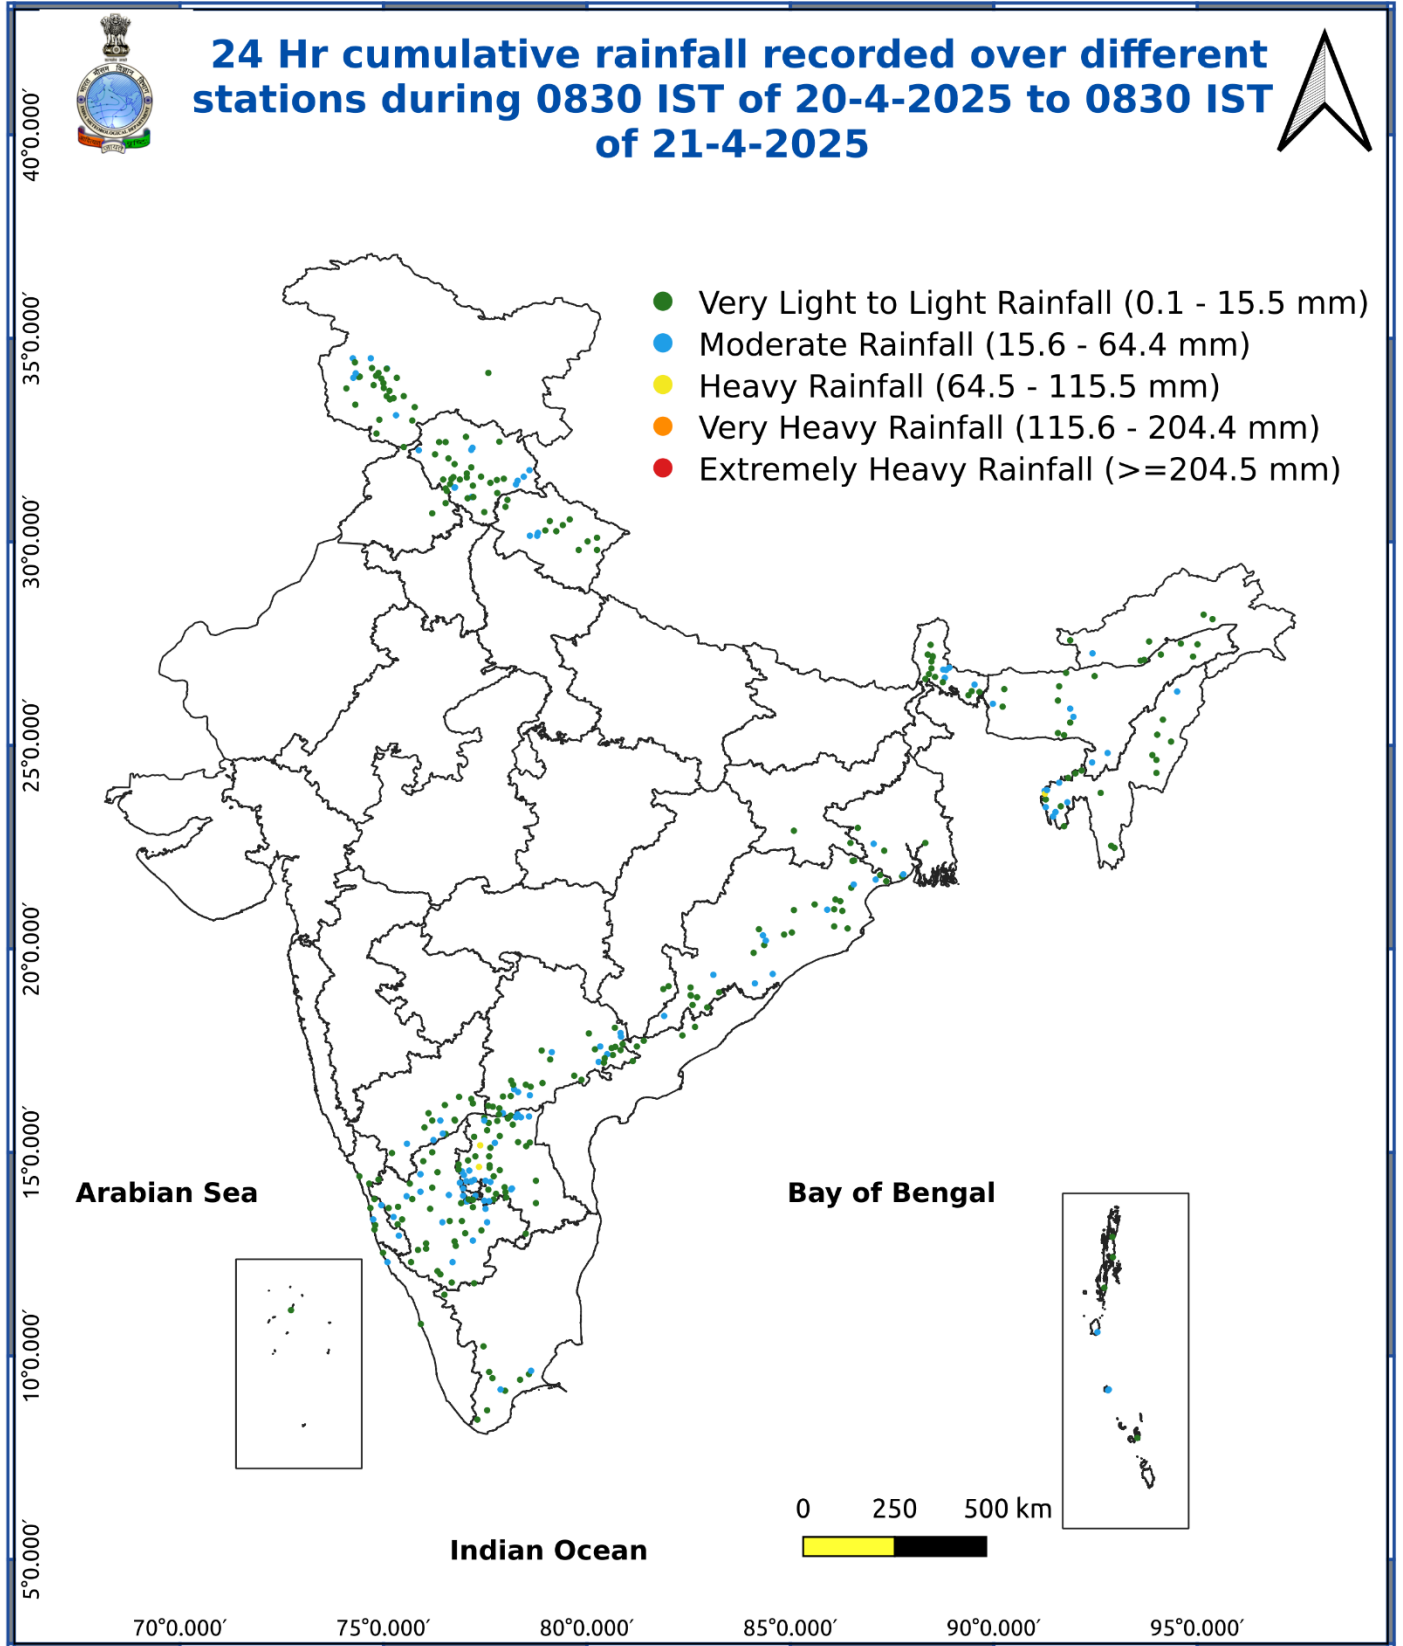 24 Hr cumulative rainfall recorded over different
stations during 0830 IST of 20-4-2025 to 0830 IST
of 21-4-2025
Very Light to Light Rainfall (0.1 - 15.5 mm)
Moderate Rainfall (15.6 - 64.4 mm)
Heavy Rainfall (64.5 - 115.5 mm)
Very Heavy Rainfall (115.6 - 204.4 mm)
Extremely Heavy Rainfall (>=204.5 mm)
40°0.000′
35°0.000′
30°0.000′
25°0.000′
20°0.000′
15°0.000′
10°0.000′
5°0.000′
Arabian Sea
Bay of Bengal
Indian Ocean
0 250 500 km
70°0.000′ 75°0.000′ 80°0.000′ 85°0.000′ 90°0.000′ 95°0.000′